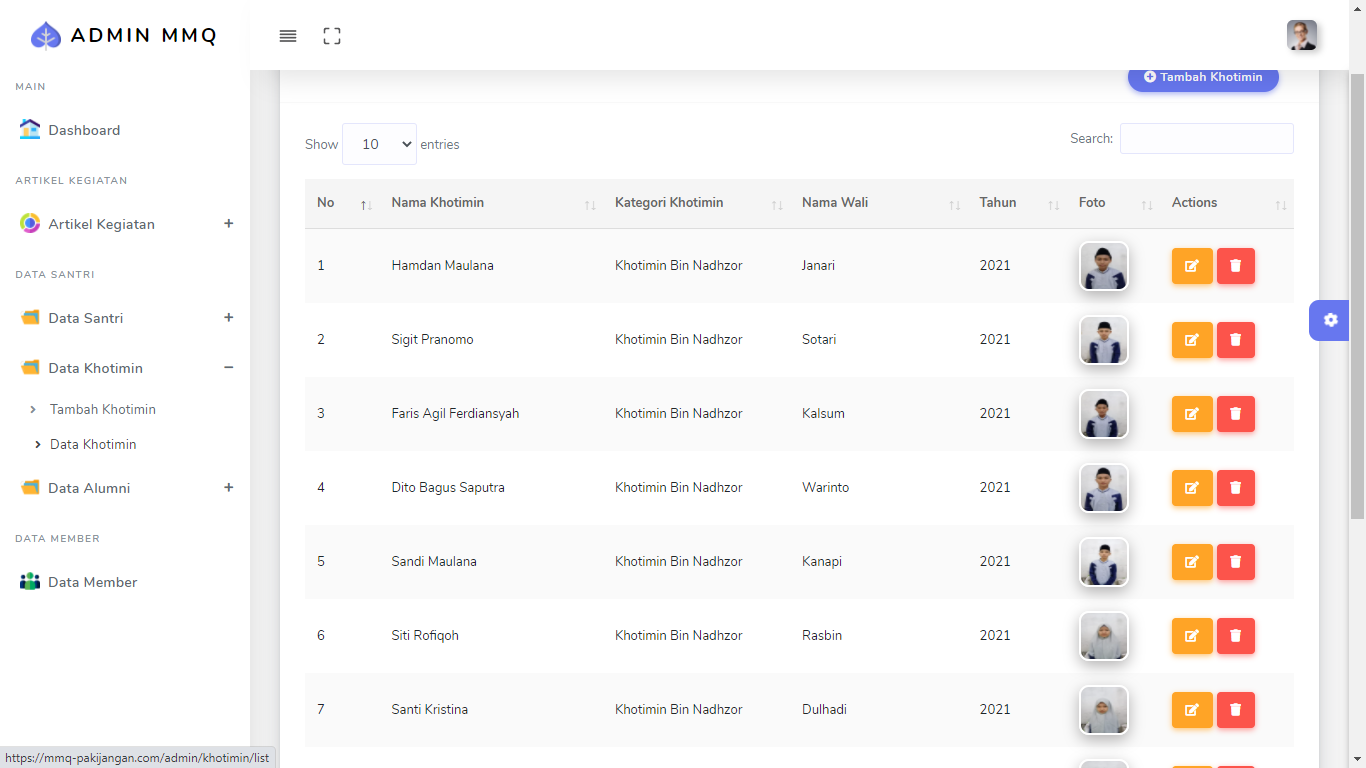 ADMIN MMQ
MAIN
Dashboard
ARTIKEL KEGIATAN
Artikel Kegiatan +
DATA SANTRI
Data Santri +
Data Khotimin −
Tambah Khotimin
Data Khotimin
Data Alumni +
DATA MEMBER
Data Member
Tambah Khotimin
Show 10 entries
Search:
No Nama Khotimin Kategori Khotimin Nama Wali Tahun Foto Actions
1 Hamdan Maulana Khotimin Bin Nadhzor Janari 2021
2 Sigit Pranomo Khotimin Bin Nadhzor Sotari 2021
3 Faris Agil Ferdiansyah Khotimin Bin Nadhzor Kalsum 2021
4 Dito Bagus Saputra Khotimin Bin Nadhzor Warinto 2021
5 Sandi Maulana Khotimin Bin Nadhzor Kanapi 2021
6 Siti Rofiqoh Khotimin Bin Nadhzor Rasbin 2021
7 Santi Kristina Khotimin Bin Nadhzor Dulhadi 2021
https://mmq-pakijangan.com/admin/khotimin/list